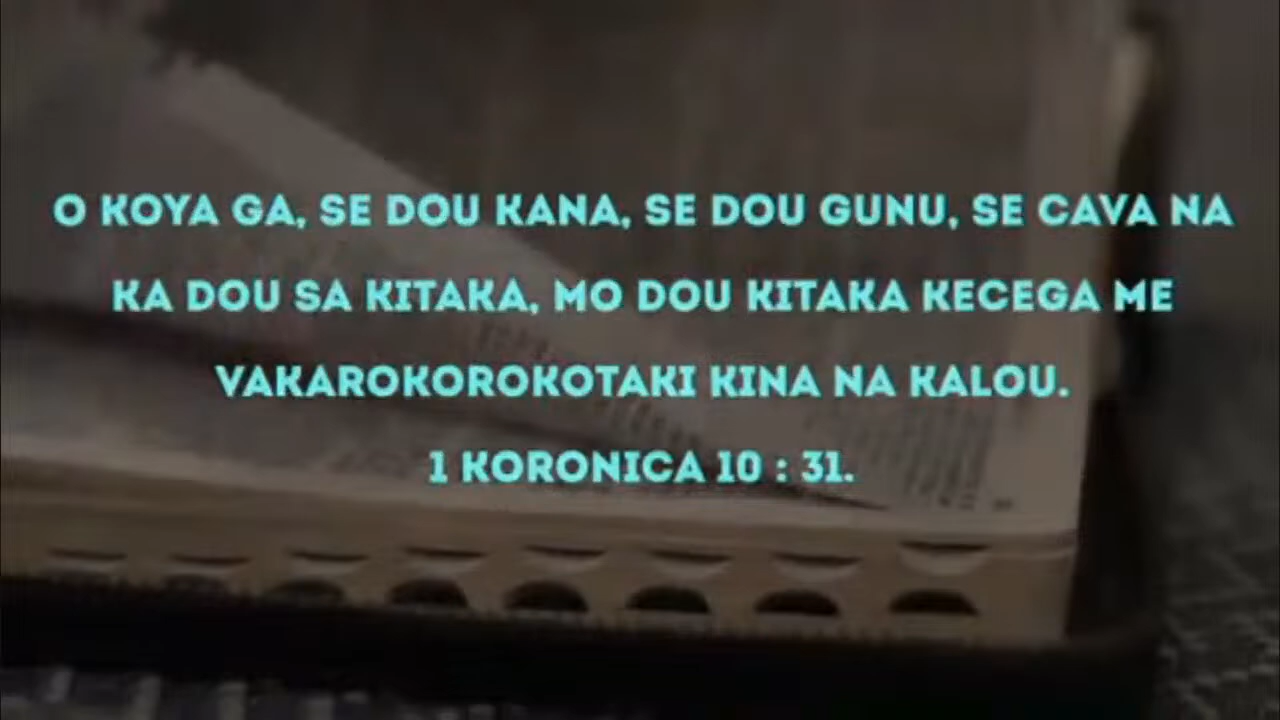 O KOYA GA, SE DOU KANA, SE DOU GUNU, SE CAVA NA
KA DOU SA KITAKA, MO DOU KITAKA KECEGA ME
VAKAROKOROKOTAKI KINA NA KALOU.
1 KORONICA 10 : 31.